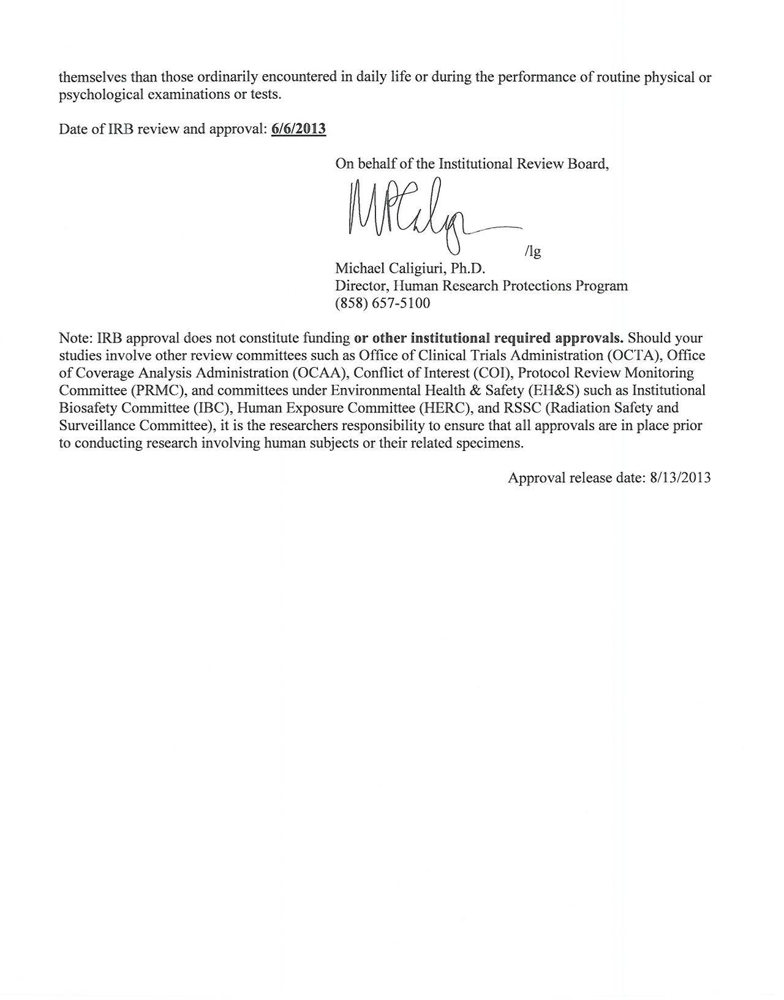 themselves than those ordinarily encountered in daily life or during the performance of routine physical or
psychological examinations or tests.
Date of IRB review and approval: 6/6/2013
On behalf of the Institutional Review Board,
/lg
Michael Caligiuri, Ph.D.
Director, Human Research Protections Program
(858) 657-5100
Note: IRB approval does not constitute funding or other institutional required approvals. Should your
studies involve other review committees such as Office of Clinical Trials Administration (OCTA), Office
of Coverage Analysis Administration (OCAA), Conflict of Interest (COI), Protocol Review Monitoring
Committee (PRMC), and committees under Environmental Health & Safety (EH&S) such as Institutional
Biosafety Committee (IBC), Human Exposure Committee (HERC), and RSSC (Radiation Safety and
Surveillance Committee), it is the researchers responsibility to ensure that all approvals are in place prior
to conducting research involving human subjects or their related specimens.
Approval release date: 8/13/2013